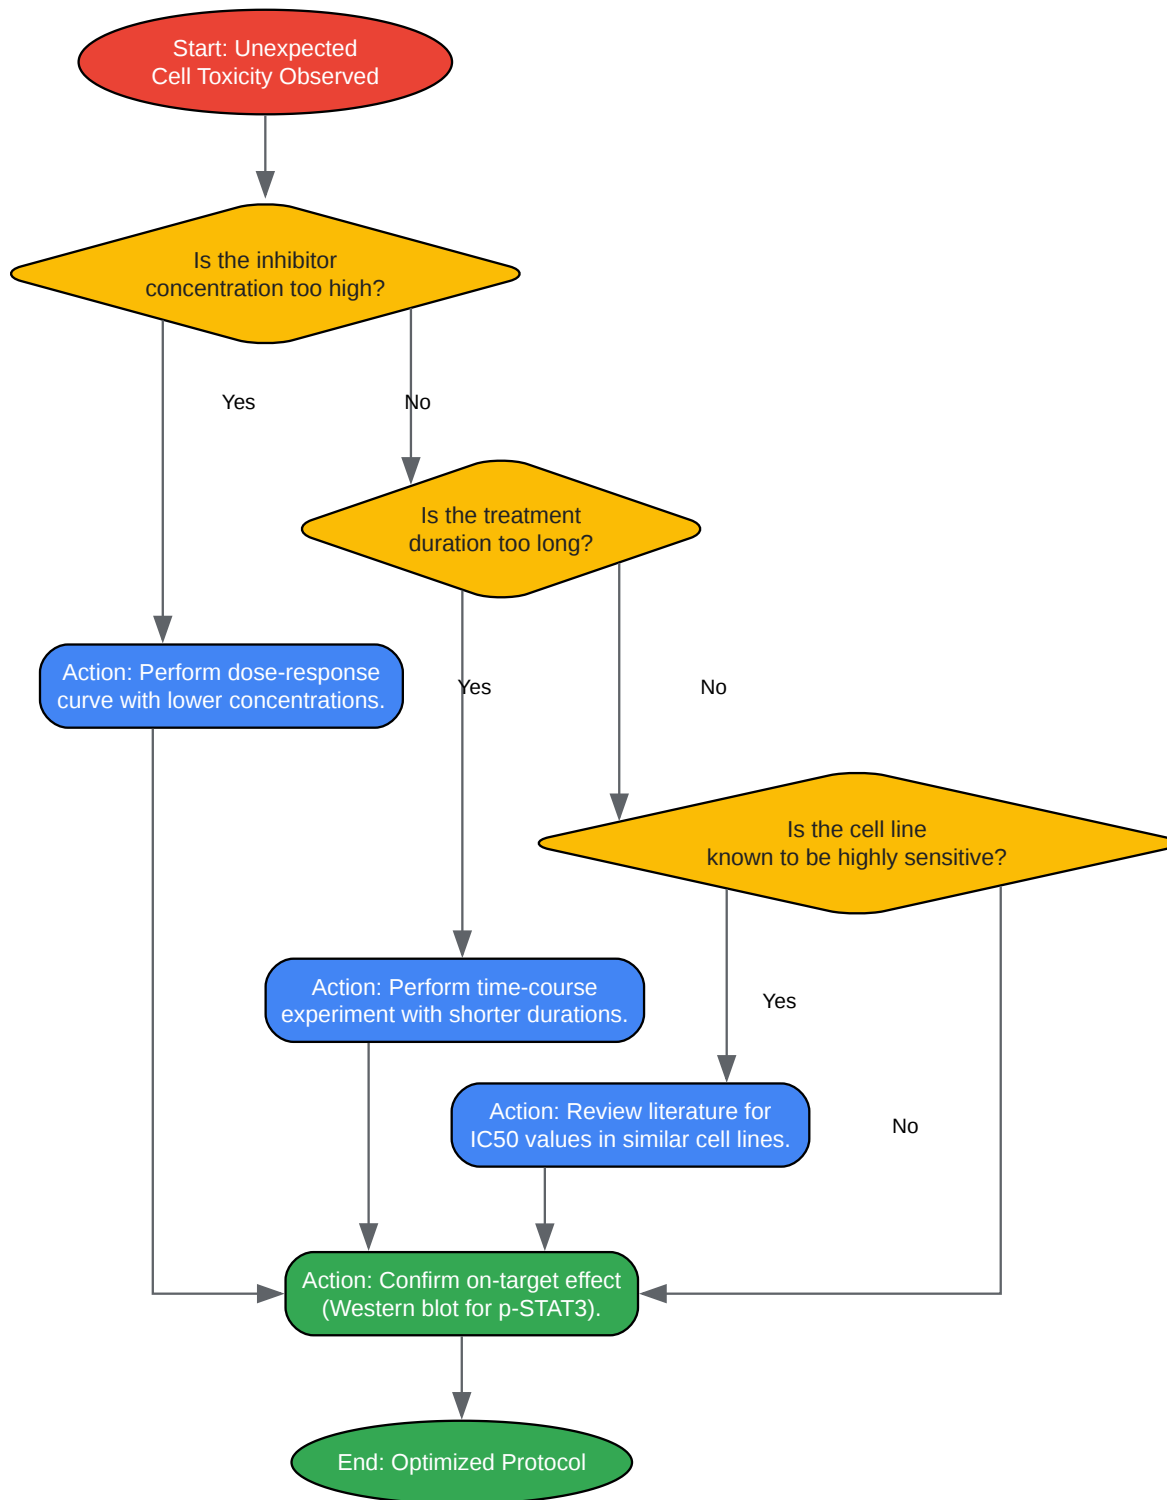 Start: Unexpected
Cell Toxicity Observed
Is the inhibitor
concentration too high?
Yes
No
Is the treatment
duration too long?
Action: Perform dose-response
curve with lower concentrations.
Yes
No
Is the cell line
known to be highly sensitive?
Action: Perform time-course
experiment with shorter durations.
Yes
Action: Review literature for
IC50 values in similar cell lines.
No
Action: Confirm on-target effect
(Western blot for p-STAT3).
End: Optimized Protocol